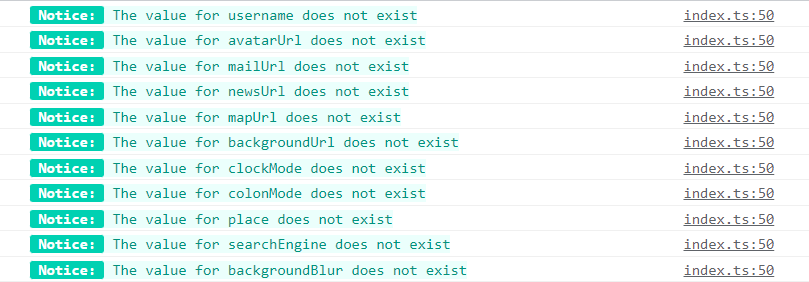 Notice: The value for username does not exist index.ts:50
Notice: The value for avatarUrl does not exist index.ts:50
Notice: The value for mailUrl does not exist index.ts:50
Notice: The value for newsUrl does not exist index.ts:50
Notice: The value for mapUrl does not exist index.ts:50
Notice: The value for backgroundUrl does not exist index.ts:50
Notice: The value for clockMode does not exist index.ts:50
Notice: The value for colonMode does not exist index.ts:50
Notice: The value for place does not exist index.ts:50
Notice: The value for searchEngine does not exist index.ts:50
Notice: The value for backgroundBlur does not exist index.ts:50